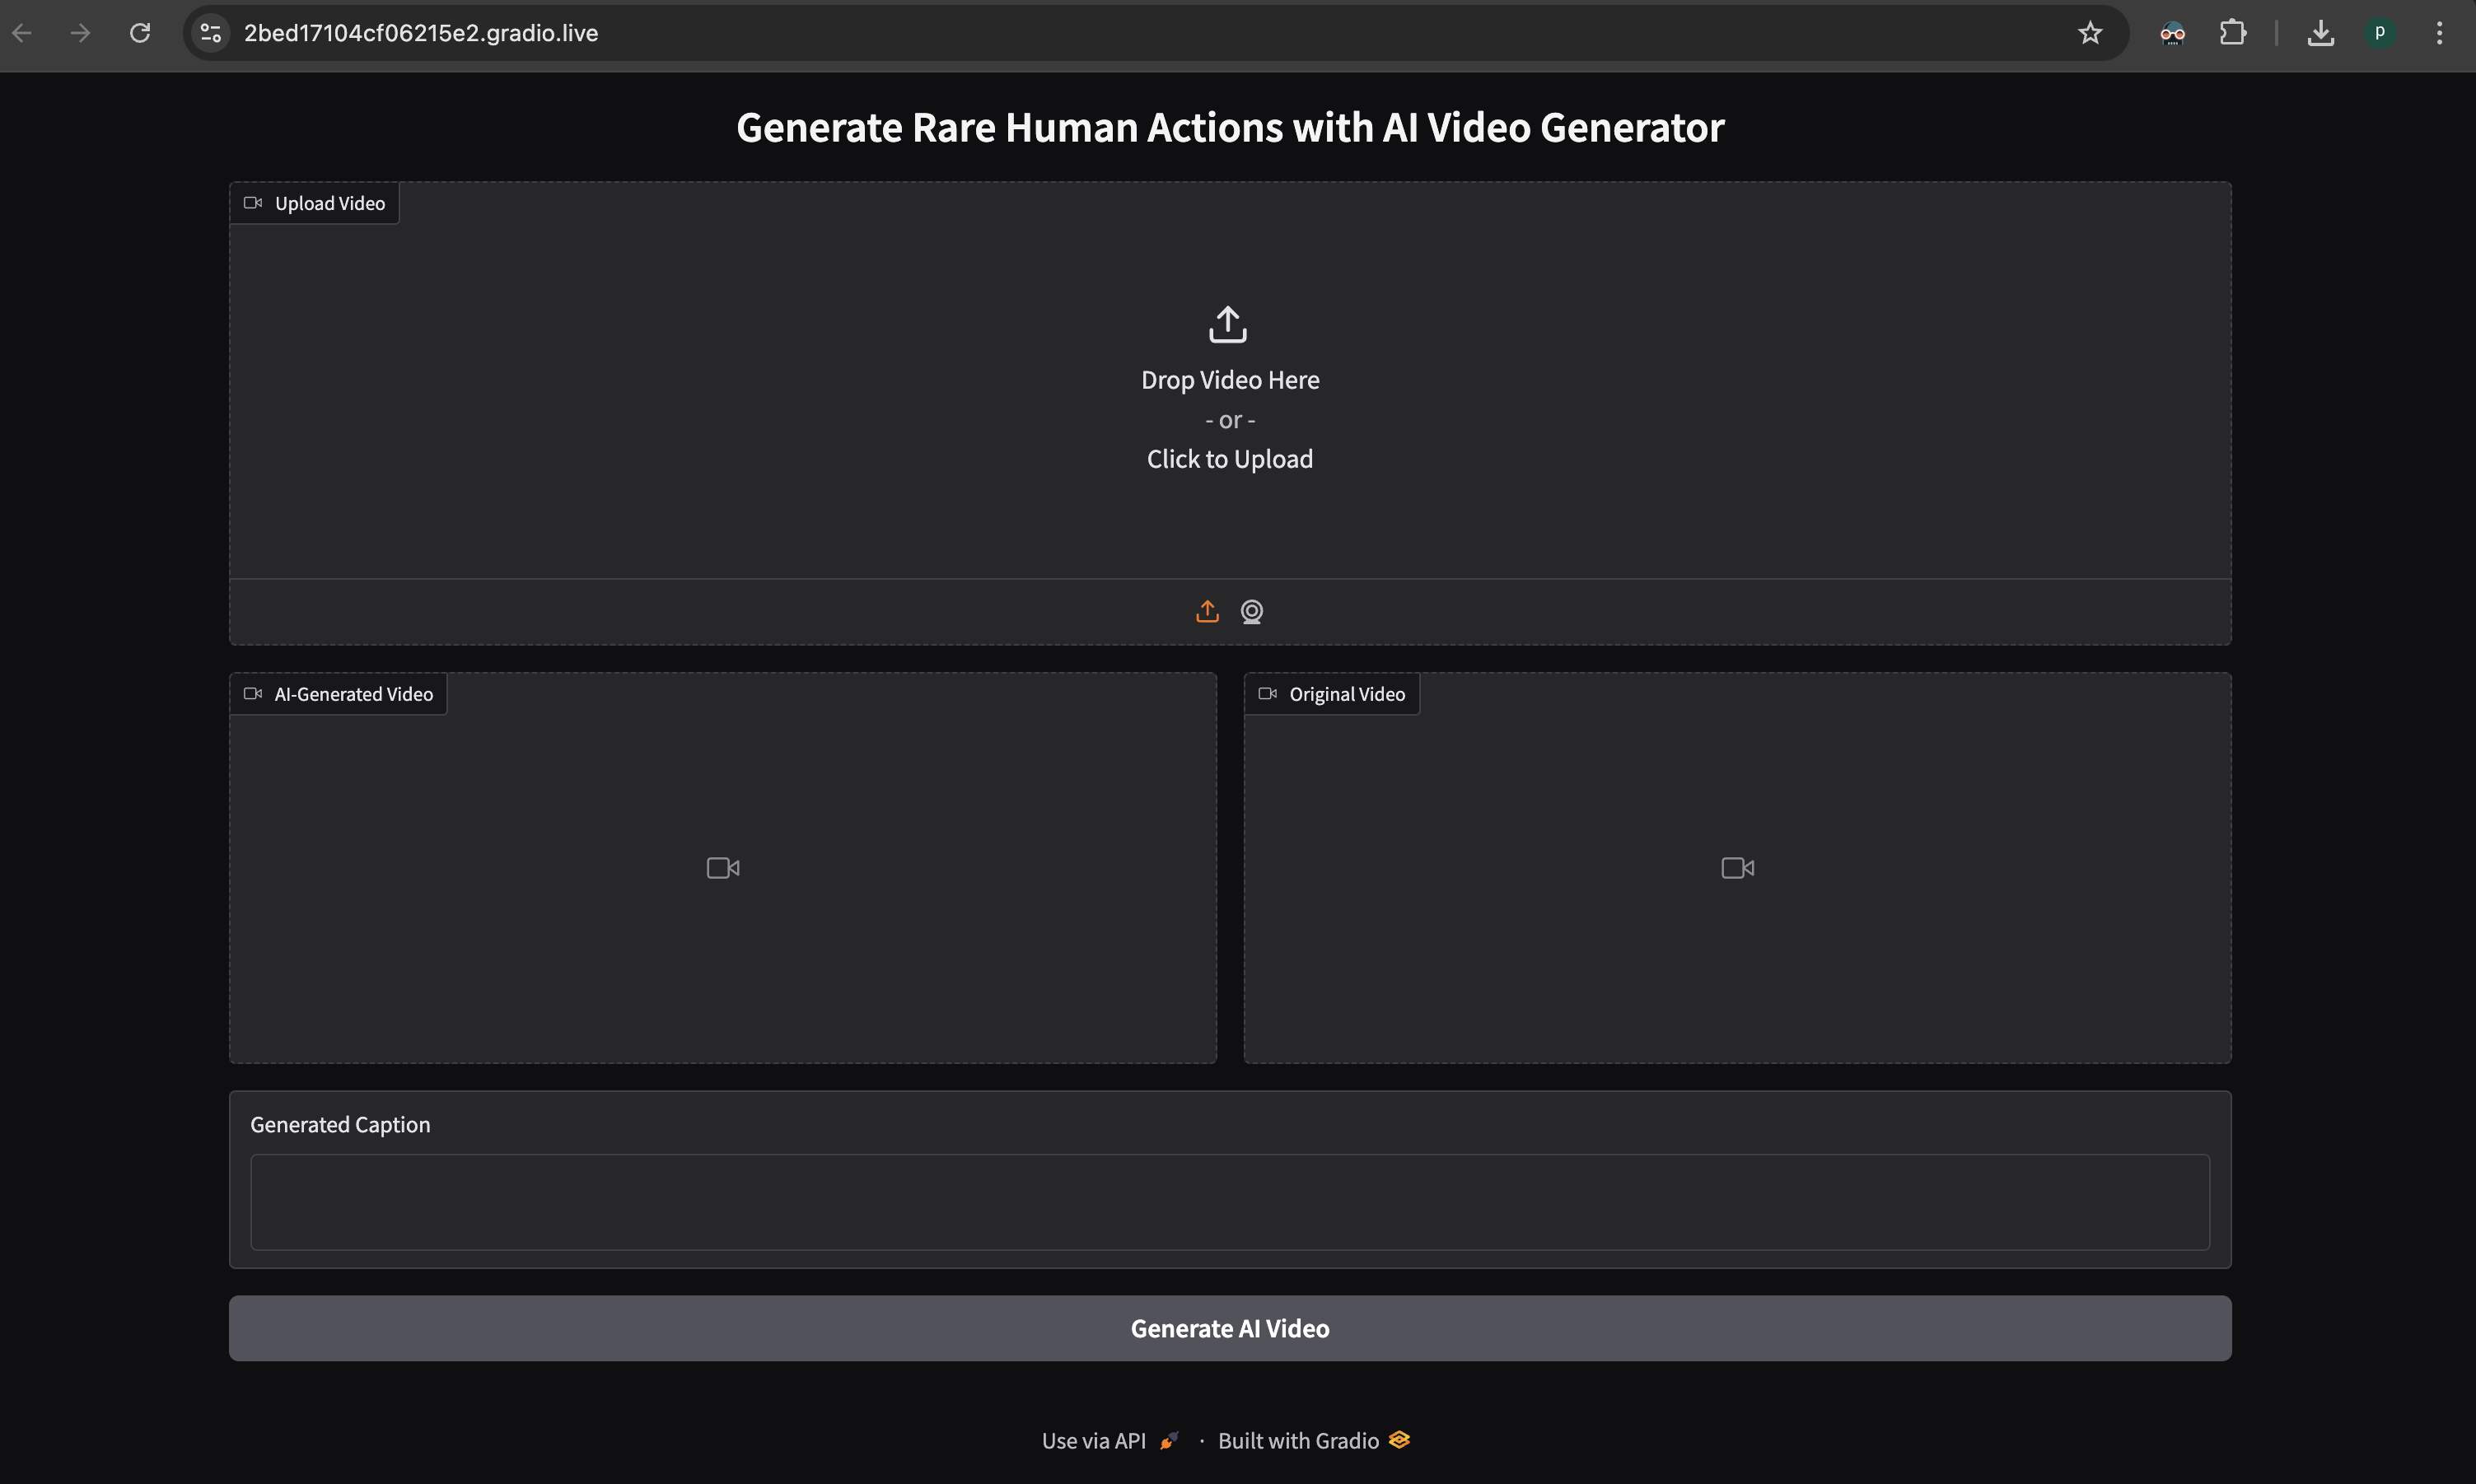 2bed17104cf06215e2.gradio.live
p
Generate Rare Human Actions with AI Video Generator
Upload Video
Drop Video Here
- or -
Click to Upload
AI-Generated Video
Original Video
Generated Caption
Generate AI Video
Use via API · Built with Gradio